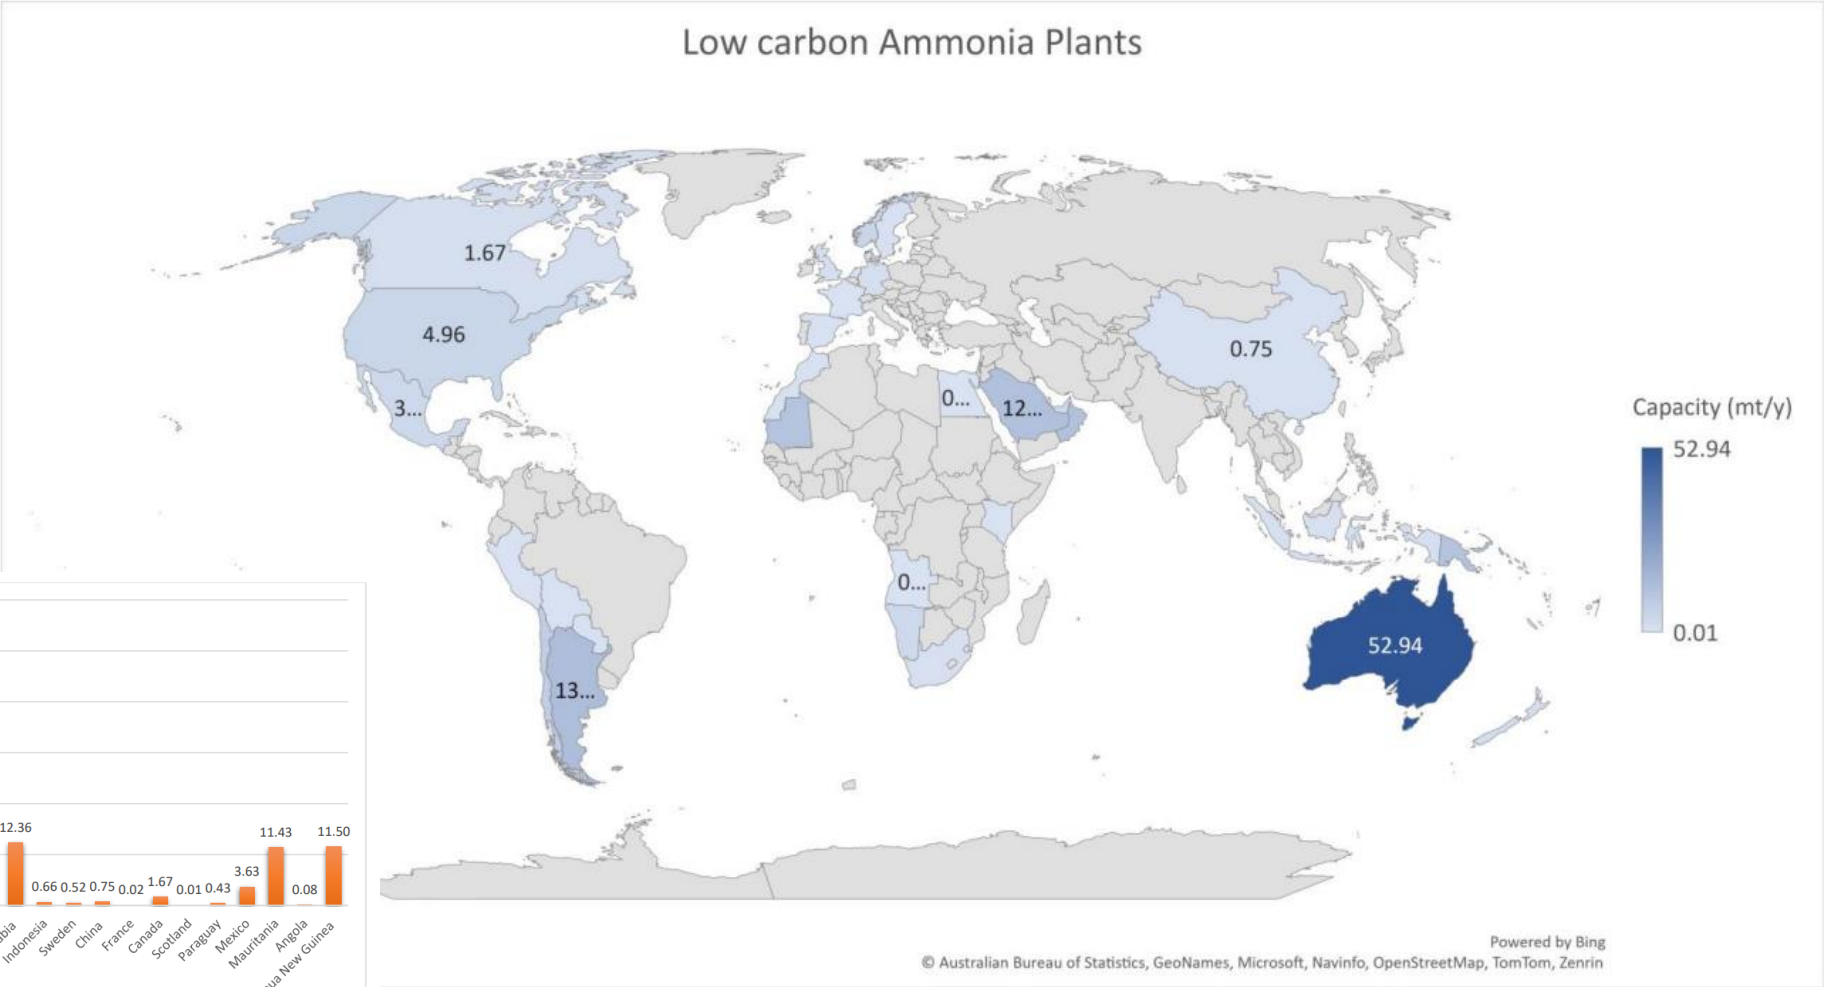 Low carbon Ammonia Plants
1.67
4.96
3...
0...
12...
0.75
0...
13...
52.94
Capacity (mt/y)
52.94
0.01
12.36
0.66
0.52
0.75
0.02
1.67
0.01
0.43
3.63
11.43
0.08
11.50
Indonesia
Sweden
China
France
Canada
Scotland
Paraguay
Mexico
Mauritania
Angola
New Guinea
Powered by Bing
© Australian Bureau of Statistics, GeoNames, Microsoft, Navinfo, OpenStreetMap, TomTom, Zenrin